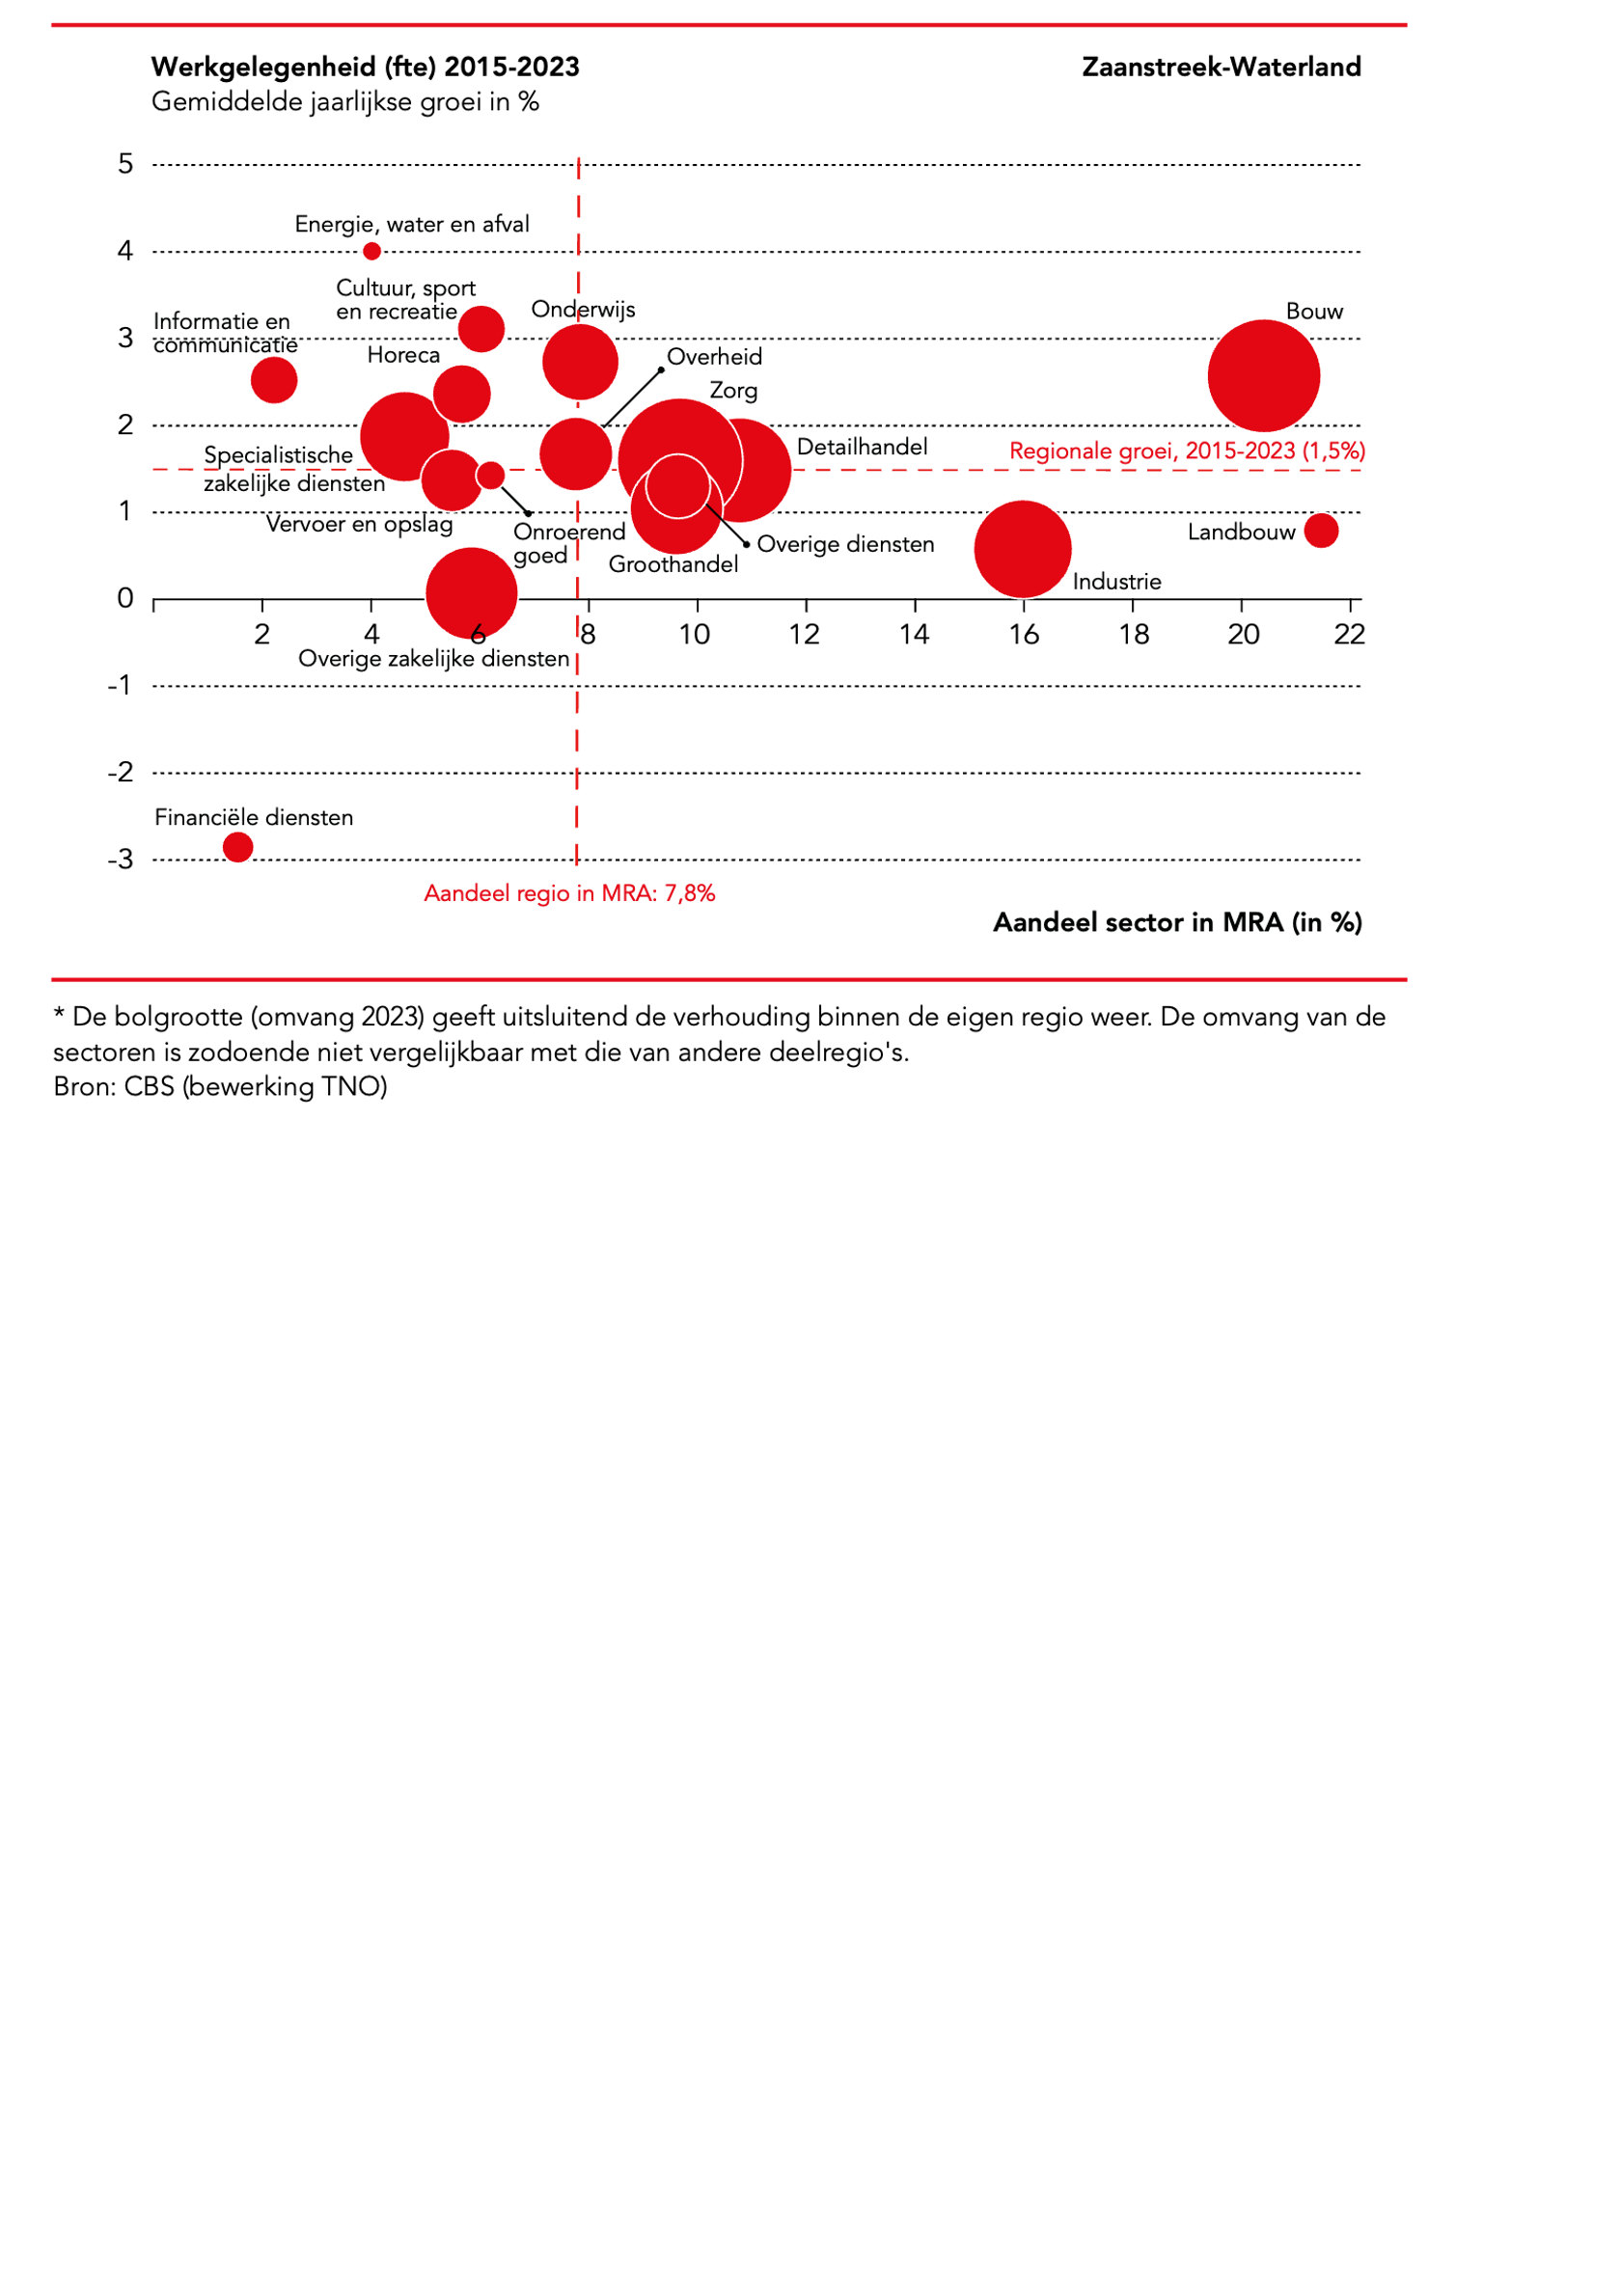 Werkgelegenheid (fte) 2015-2023
Zaanstreek-Waterland
Gemiddelde jaarlijkse groei in %
5
Energie, water en afval
4
Cultuur, sport
en recreatie
Onderwijs
Bouw
Informatie en
communicatie
3
Horeca
Overheid
Zorg
2
Detailhandel
Regionale groei, 2015-2023 (1,5%)
Specialistische
zakelijke diensten
1
Vervoer en opslag
Onroerend
goed
Overige diensten
Landbouw
Groothandel
Industrie
0
2 4 6 8 10 12 14 16 18 20 22
Overige zakelijke diensten
-1
-2
Financiële diensten
-3
Aandeel regio in MRA: 7,8%
Aandeel sector in MRA (in %)
* De bolgrootte (omvang 2023) geeft uitsluitend de verhouding binnen de eigen regio weer. De omvang van de
sectoren is zodoende niet vergelijkbaar met die van andere deelregio's.
Bron: CBS (bewerking TNO)